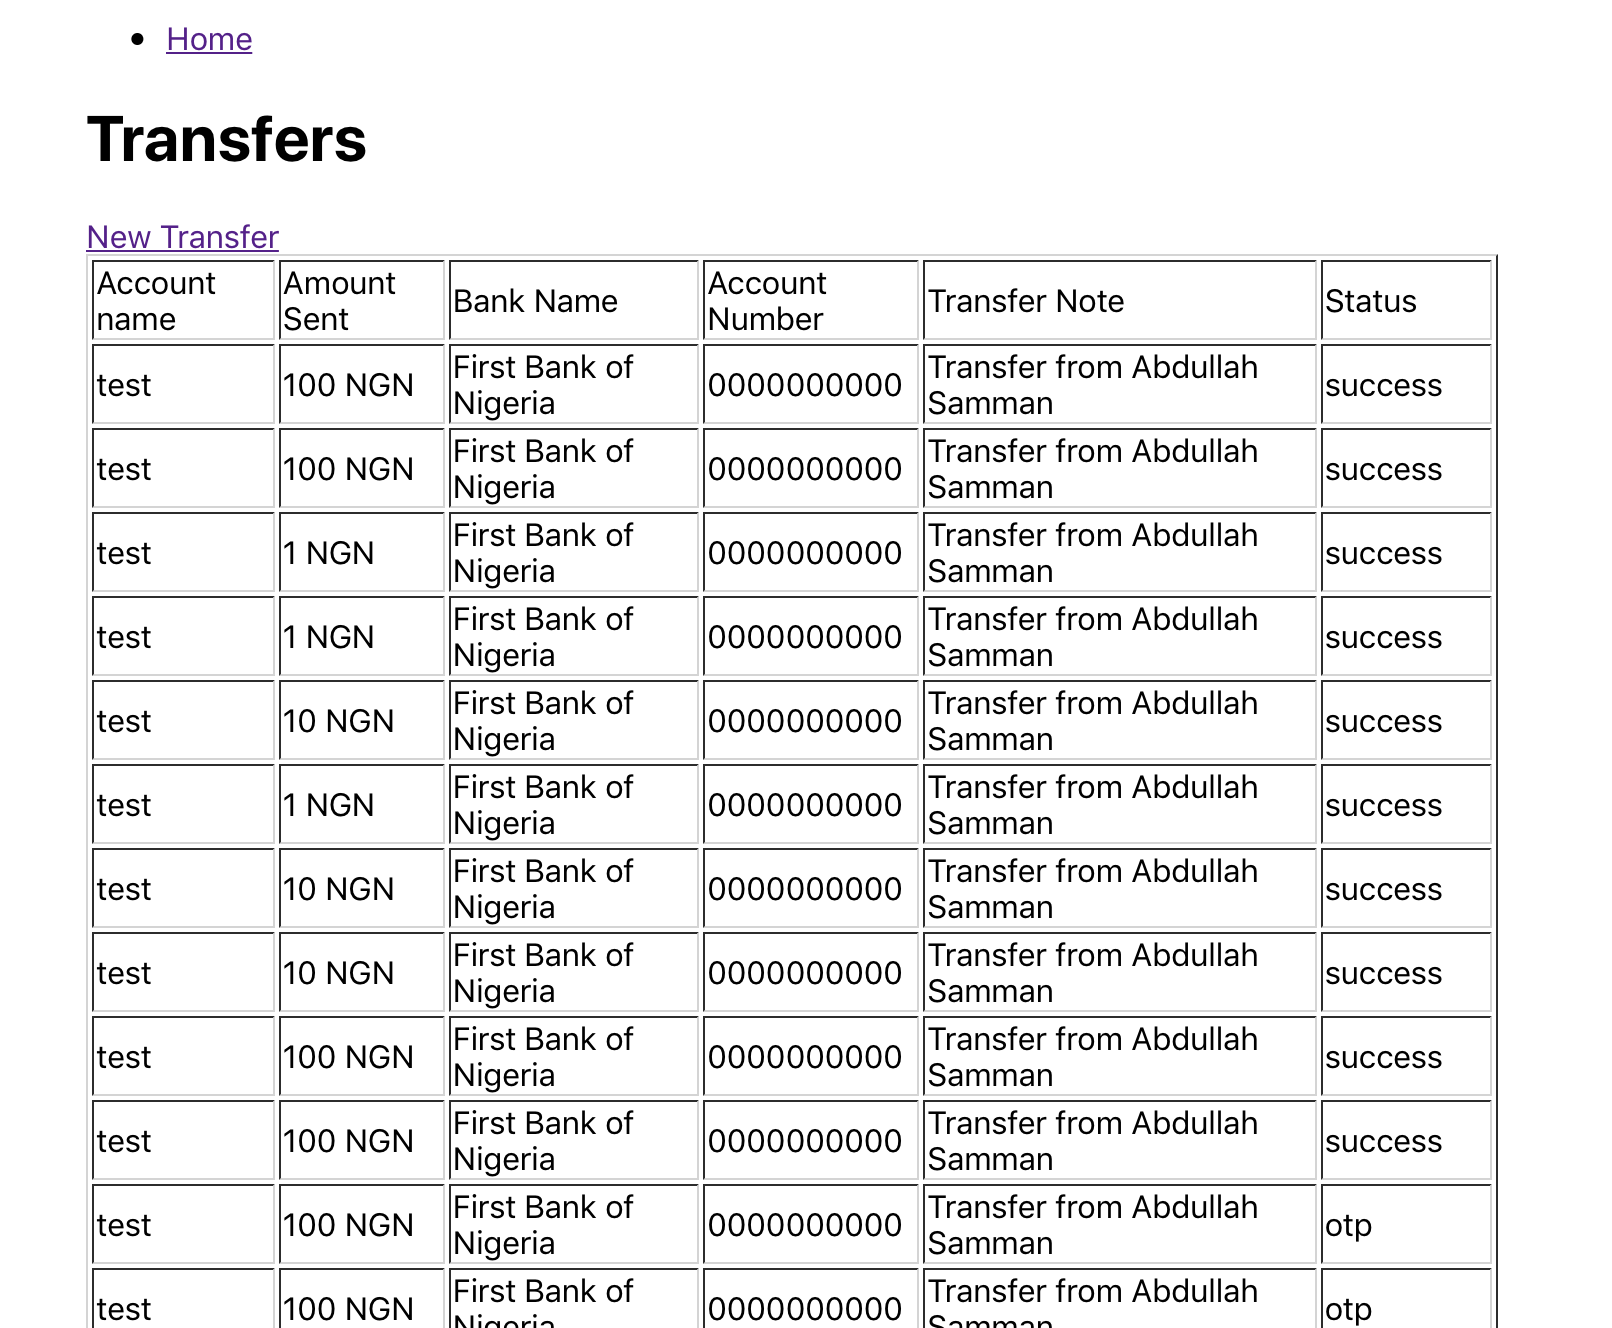 Home
Transfers
New Transfer
Account name | Amount Sent | Bank Name | Account Number | Transfer Note | Status
test | 100 NGN | First Bank of Nigeria | 0000000000 | Transfer from Abdullah Samman | success
test | 100 NGN | First Bank of Nigeria | 0000000000 | Transfer from Abdullah Samman | success
test | 1 NGN | First Bank of Nigeria | 0000000000 | Transfer from Abdullah Samman | success
test | 1 NGN | First Bank of Nigeria | 0000000000 | Transfer from Abdullah Samman | success
test | 10 NGN | First Bank of Nigeria | 0000000000 | Transfer from Abdullah Samman | success
test | 1 NGN | First Bank of Nigeria | 0000000000 | Transfer from Abdullah Samman | success
test | 10 NGN | First Bank of Nigeria | 0000000000 | Transfer from Abdullah Samman | success
test | 10 NGN | First Bank of Nigeria | 0000000000 | Transfer from Abdullah Samman | success
test | 100 NGN | First Bank of Nigeria | 0000000000 | Transfer from Abdullah Samman | success
test | 100 NGN | First Bank of Nigeria | 0000000000 | Transfer from Abdullah Samman | success
test | 100 NGN | First Bank of Nigeria | 0000000000 | Transfer from Abdullah Samman | otp
test | 100 NGN | First Bank of Nigeria | 0000000000 | Transfer from Abdullah Samman | otp